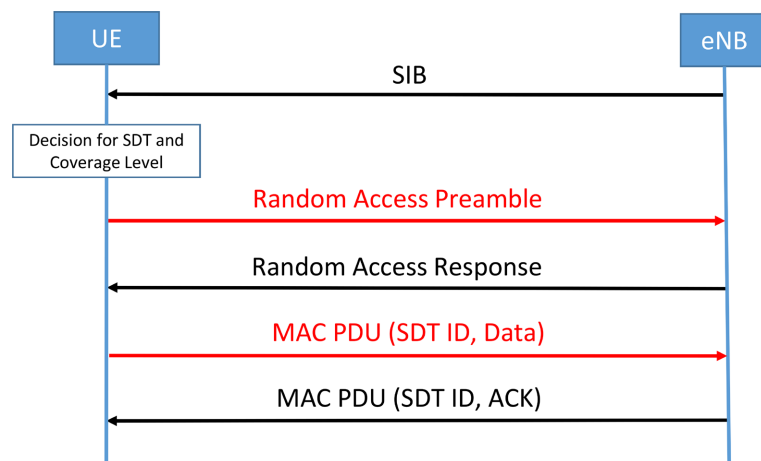 UE
eNB
SIB
Decision for SDT and
Coverage Level
Random Access Preamble
Random Access Response
MAC PDU (SDT ID, Data)
MAC PDU (SDT ID, ACK)